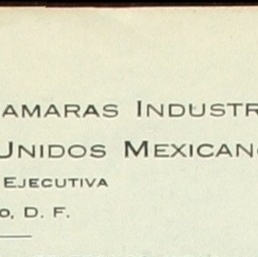 AMARAS INDUSTR
UNIDOS MEXICAN
EJECUTIVA
O, D. F.